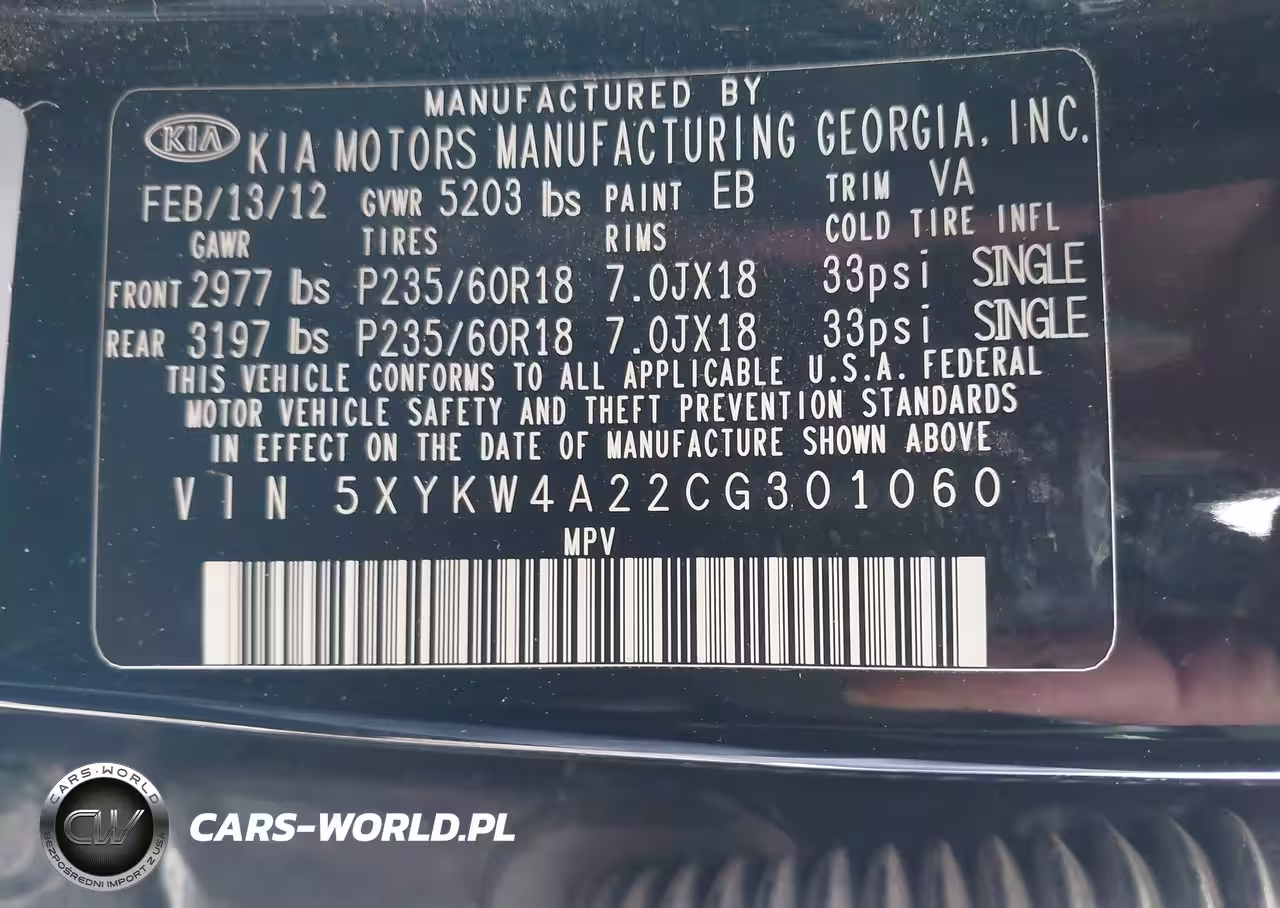 MANUFACTURED BY
KIA KIA MOTORS MANUFACTURING GEORGIA, INC.
FEB/13/12 GVWR 5203 lbs PAINT EB TRIM VA
GAWR TIRES RIMS COLD TIRE INFL
FRONT 2977 lbs P235/60R18 7.0JX18 33psi SINGLE
REAR 3197 lbs P235/60R18 7.0JX18 33psi SINGLE
THIS VEHICLE CONFORMS TO ALL APPLICABLE U.S.A. FEDERAL
MOTOR VEHICLE SAFETY AND THEFT PREVENTION STANDARDS
IN EFFECT ON THE DATE OF MANUFACTURE SHOWN ABOVE
VIN 5XYKW4A22CG301060
MPV
CARS-WORLD
CW
BEZPOŚREDNI IMPORT Z USA
CARS-WORLD.PL